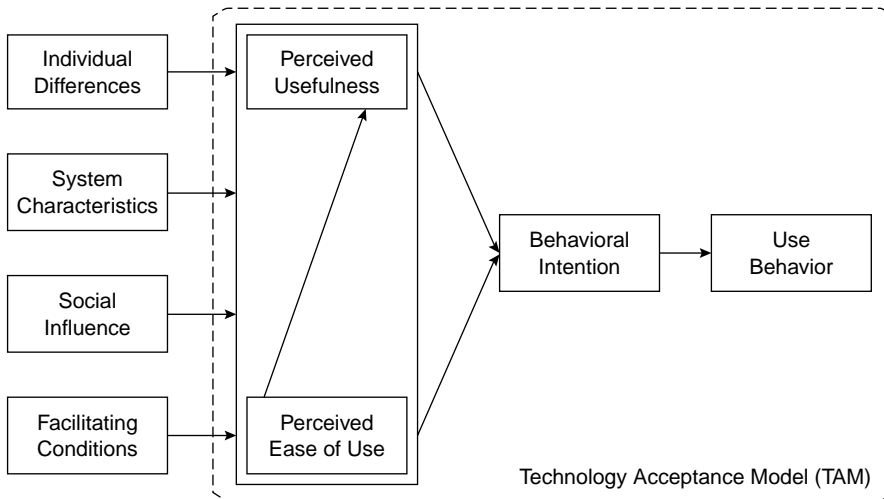 Individual
Differences
Perceived
Usefulness
System
Characteristics
Behavioral
Intention
Use
Behavior
Social
Influence
Facilitating
Conditions
Perceived
Ease of Use
Technology Acceptance Model (TAM)